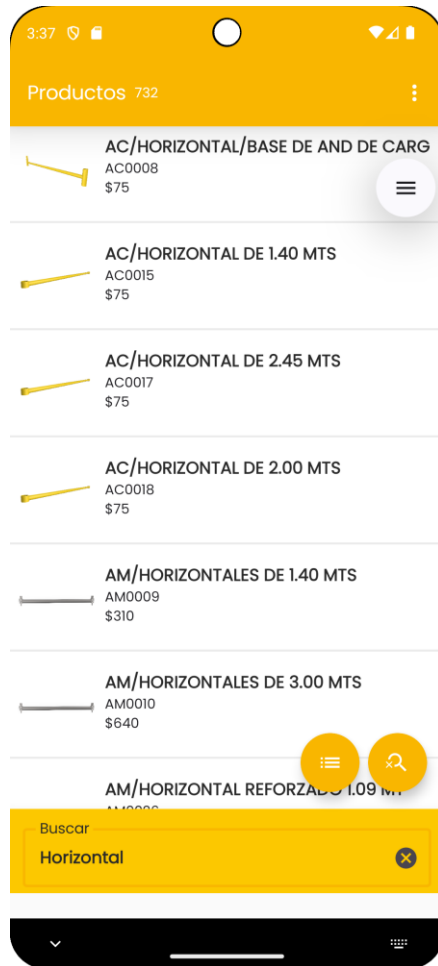 3:37
Productos 732
AC/HORIZONTAL/BASE DE AND DE CARG
AC0008
$75
AC/HORIZONTAL DE 1.40 MTS
AC0015
$75
AC/HORIZONTAL DE 2.45 MTS
AC0017
$75
AC/HORIZONTAL DE 2.00 MTS
AC0018
$75
AM/HORIZONTALES DE 1.40 MTS
AM0009
$310
AM/HORIZONTALES DE 3.00 MTS
AM0010
$640
AM/HORIZONTAL REFORZADO 1.09
Buscar
Horizontal